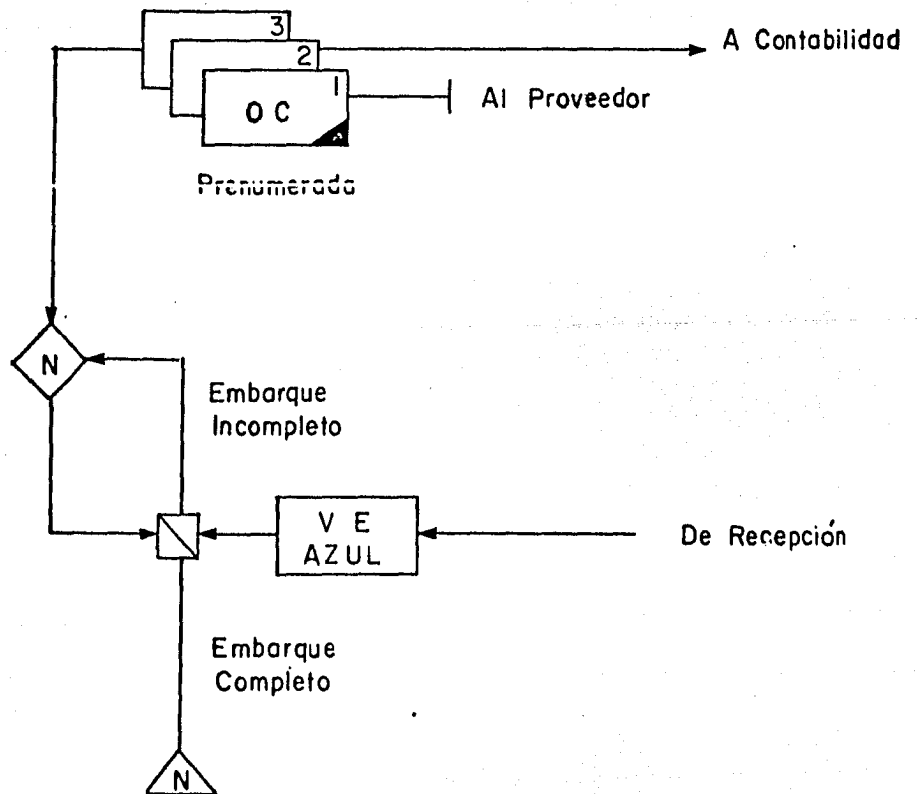 3
2
A Contabilidad
1
Al Proveedor
O C
Prenumerada
N
Embarque
Incompleto
V E
AZUL
De Recepción
Embarque
Completo
N